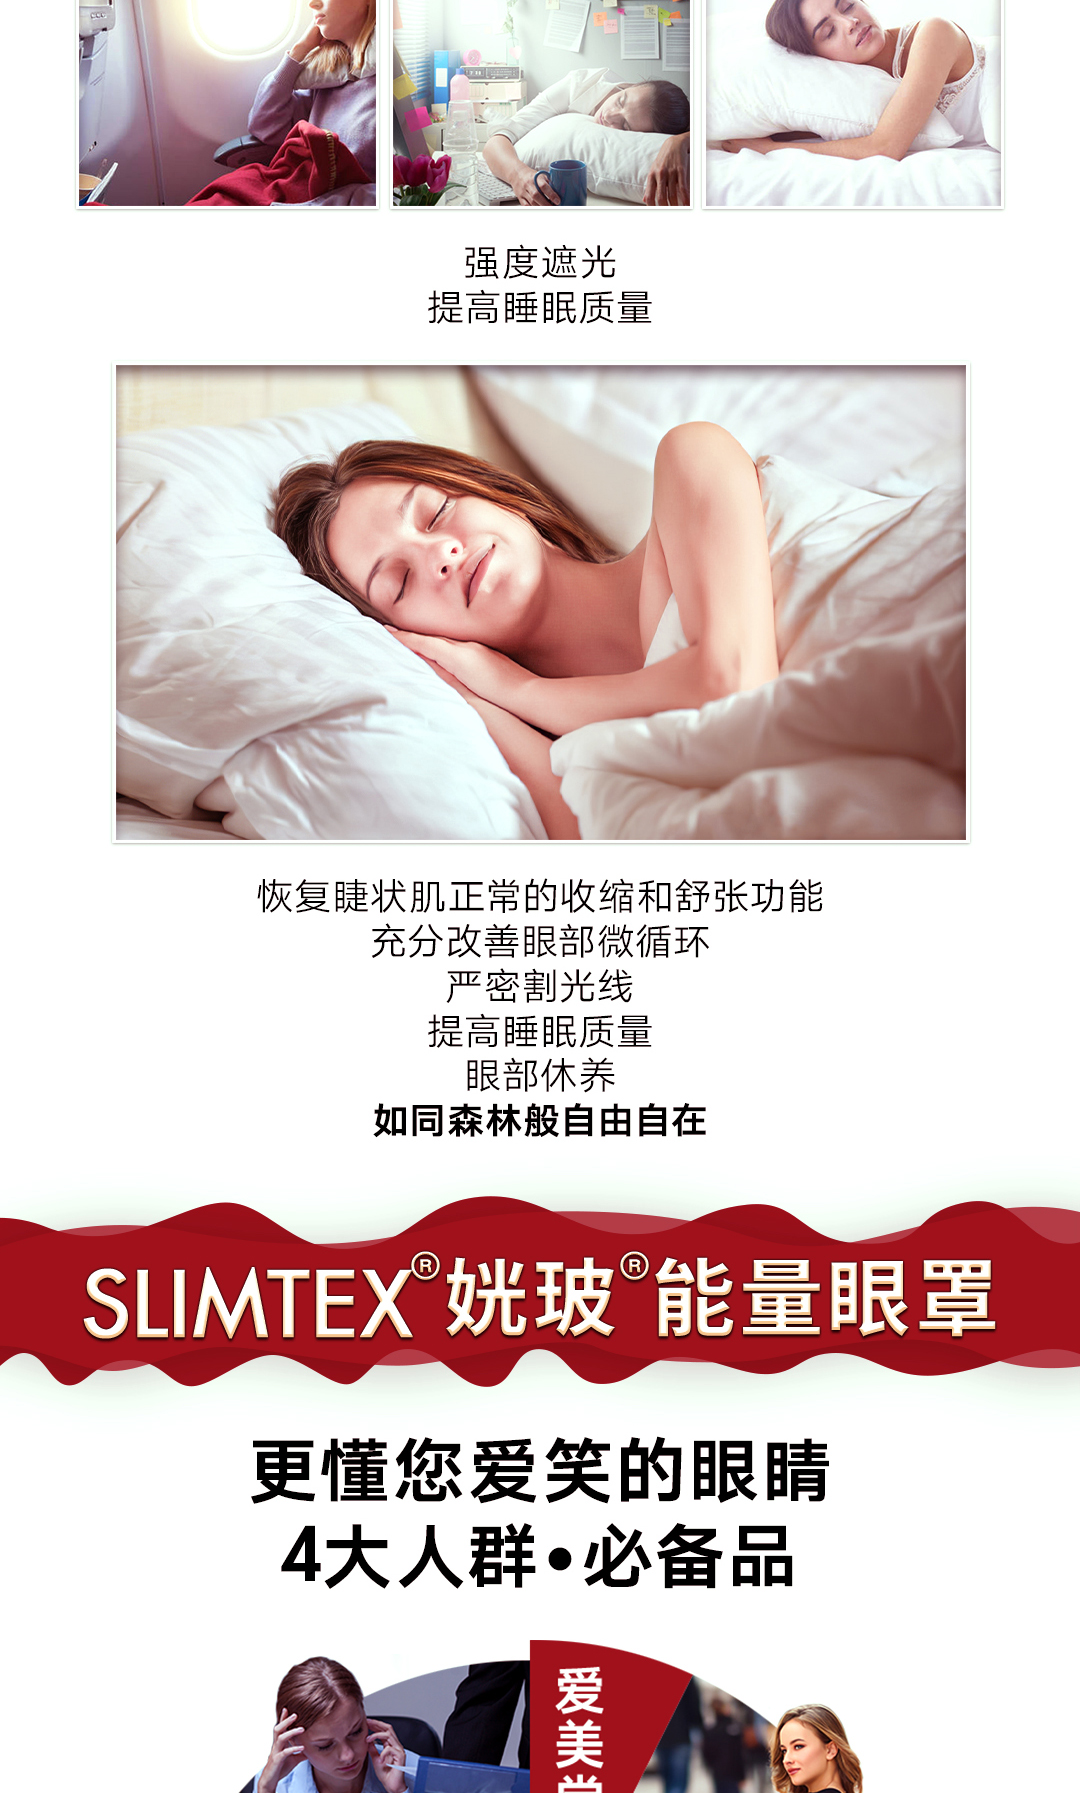 强度遮光
提高睡眠质量
恢复睫状肌正常的收缩和舒张功能
充分改善眼部微循环
严密割光线
提高睡眠质量
眼部休养
如同森林般自由自在
SLIMTEX®姯玻®能量眼罩
更懂您爱笑的眼睛
4大人群•必备品
爱美